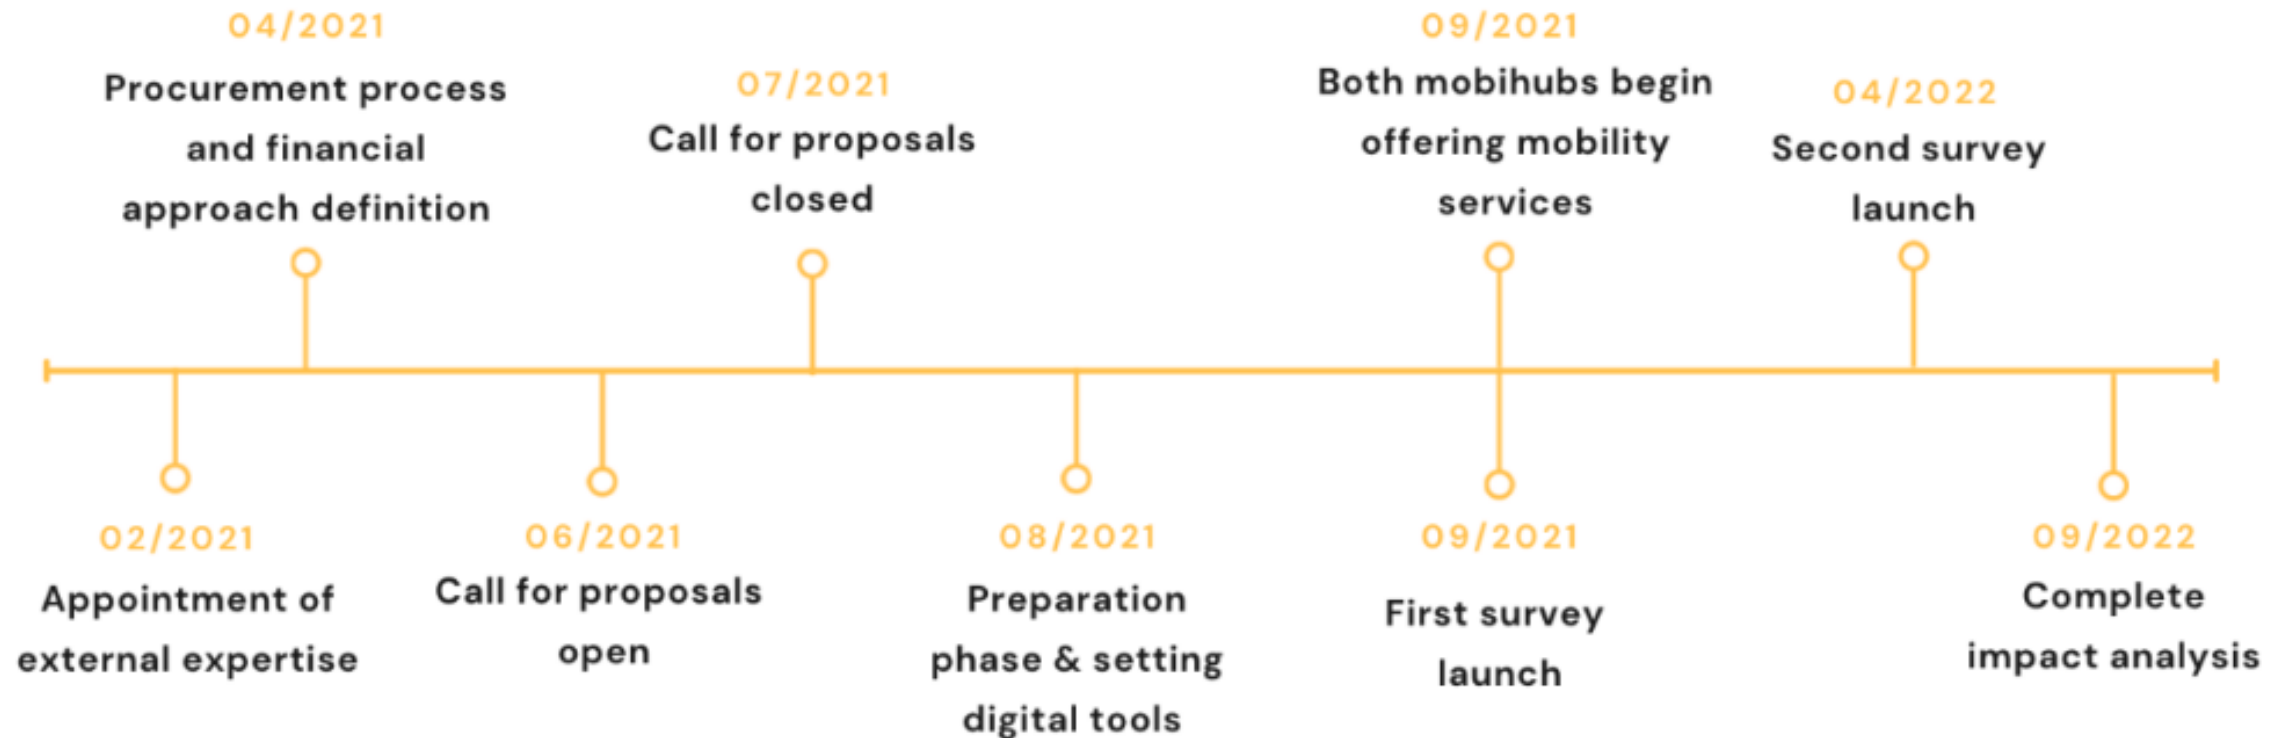 04/2021
Procurement process
and financial
approach definition
07/2021
Call for proposals
closed
09/2021
Both mobihubs begin
offering mobility
services
04/2022
Second survey
launch
02/2021
Appointment of
external expertise
06/2021
Call for proposals
open
08/2021
Preparation
phase & setting
digital tools
09/2021
First survey
launch
09/2022
Complete
impact analysis